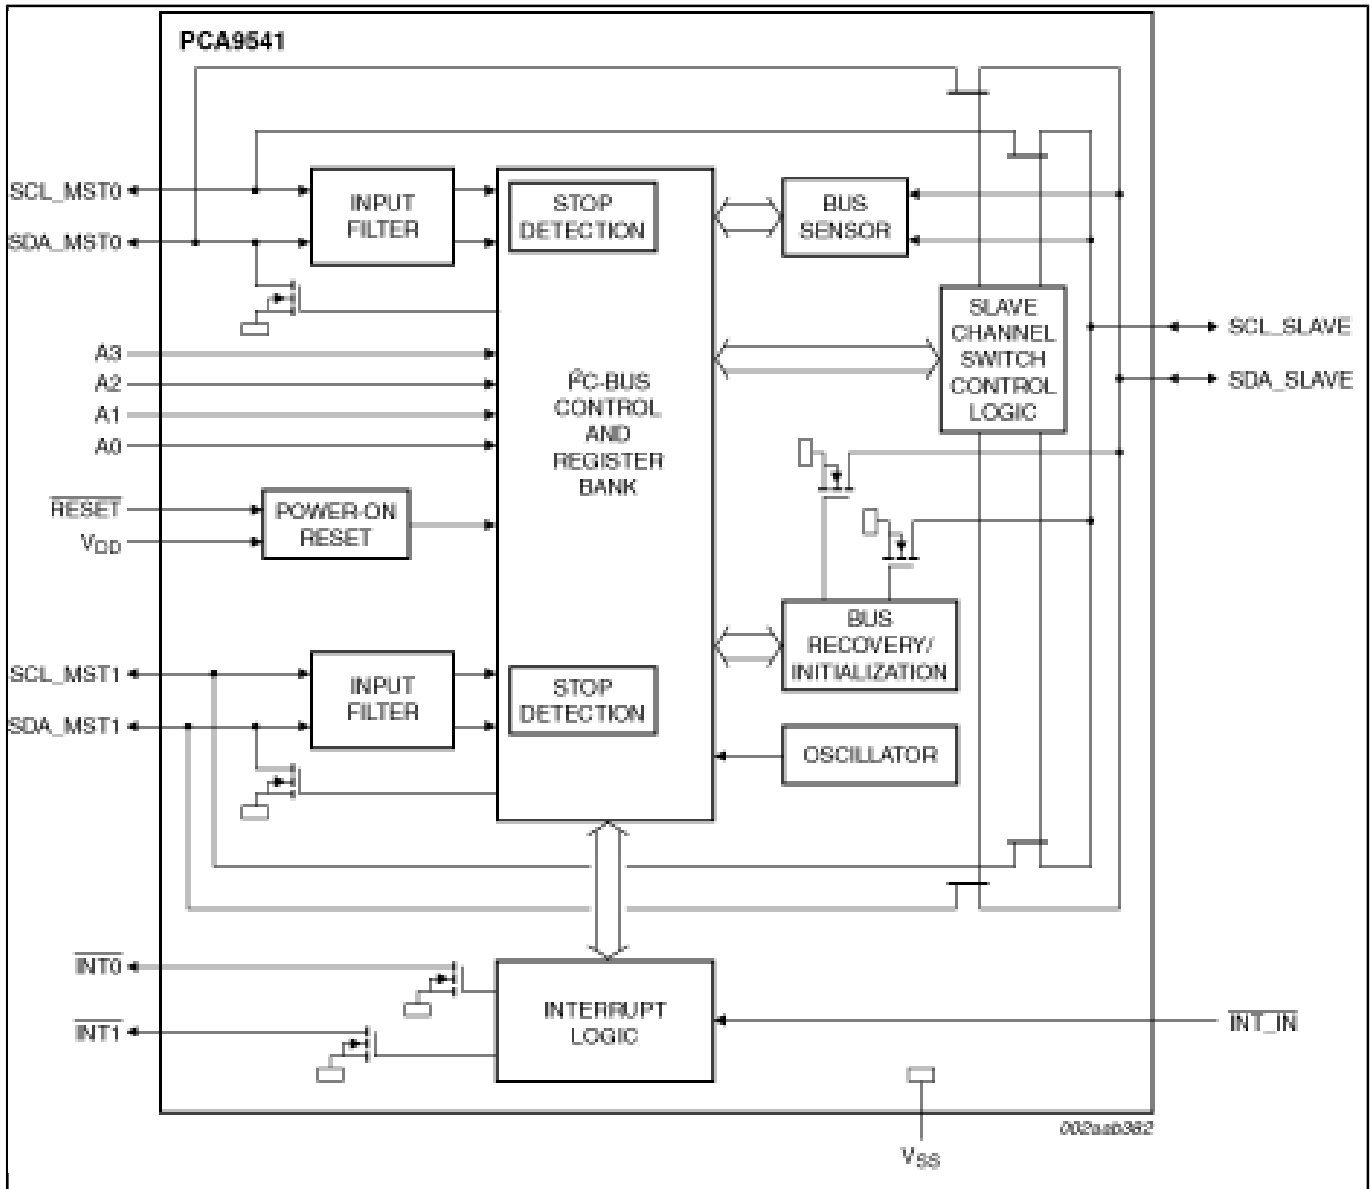 PCA9541
SCL_MST0
SDA_MST0
INPUT
FILTER
STOP
DETECTION
BUS
SENSOR
SLAVE
CHANNEL
SWITCH
CONTROL
LOGIC
SCL_SLAVE
SDA_SLAVE
A3
A2
A1
A0
I²C-BUS
CONTROL
AND
REGISTER
BANK
RESET
VDD
POWER-ON
RESET
BUS
RECOVERY/
INITIALIZATION
SCL_MST1
SDA_MST1
INPUT
FILTER
STOP
DETECTION
OSCILLATOR
INT0
INT1
INTERRUPT
LOGIC
INT_IN
VSS
002aab382